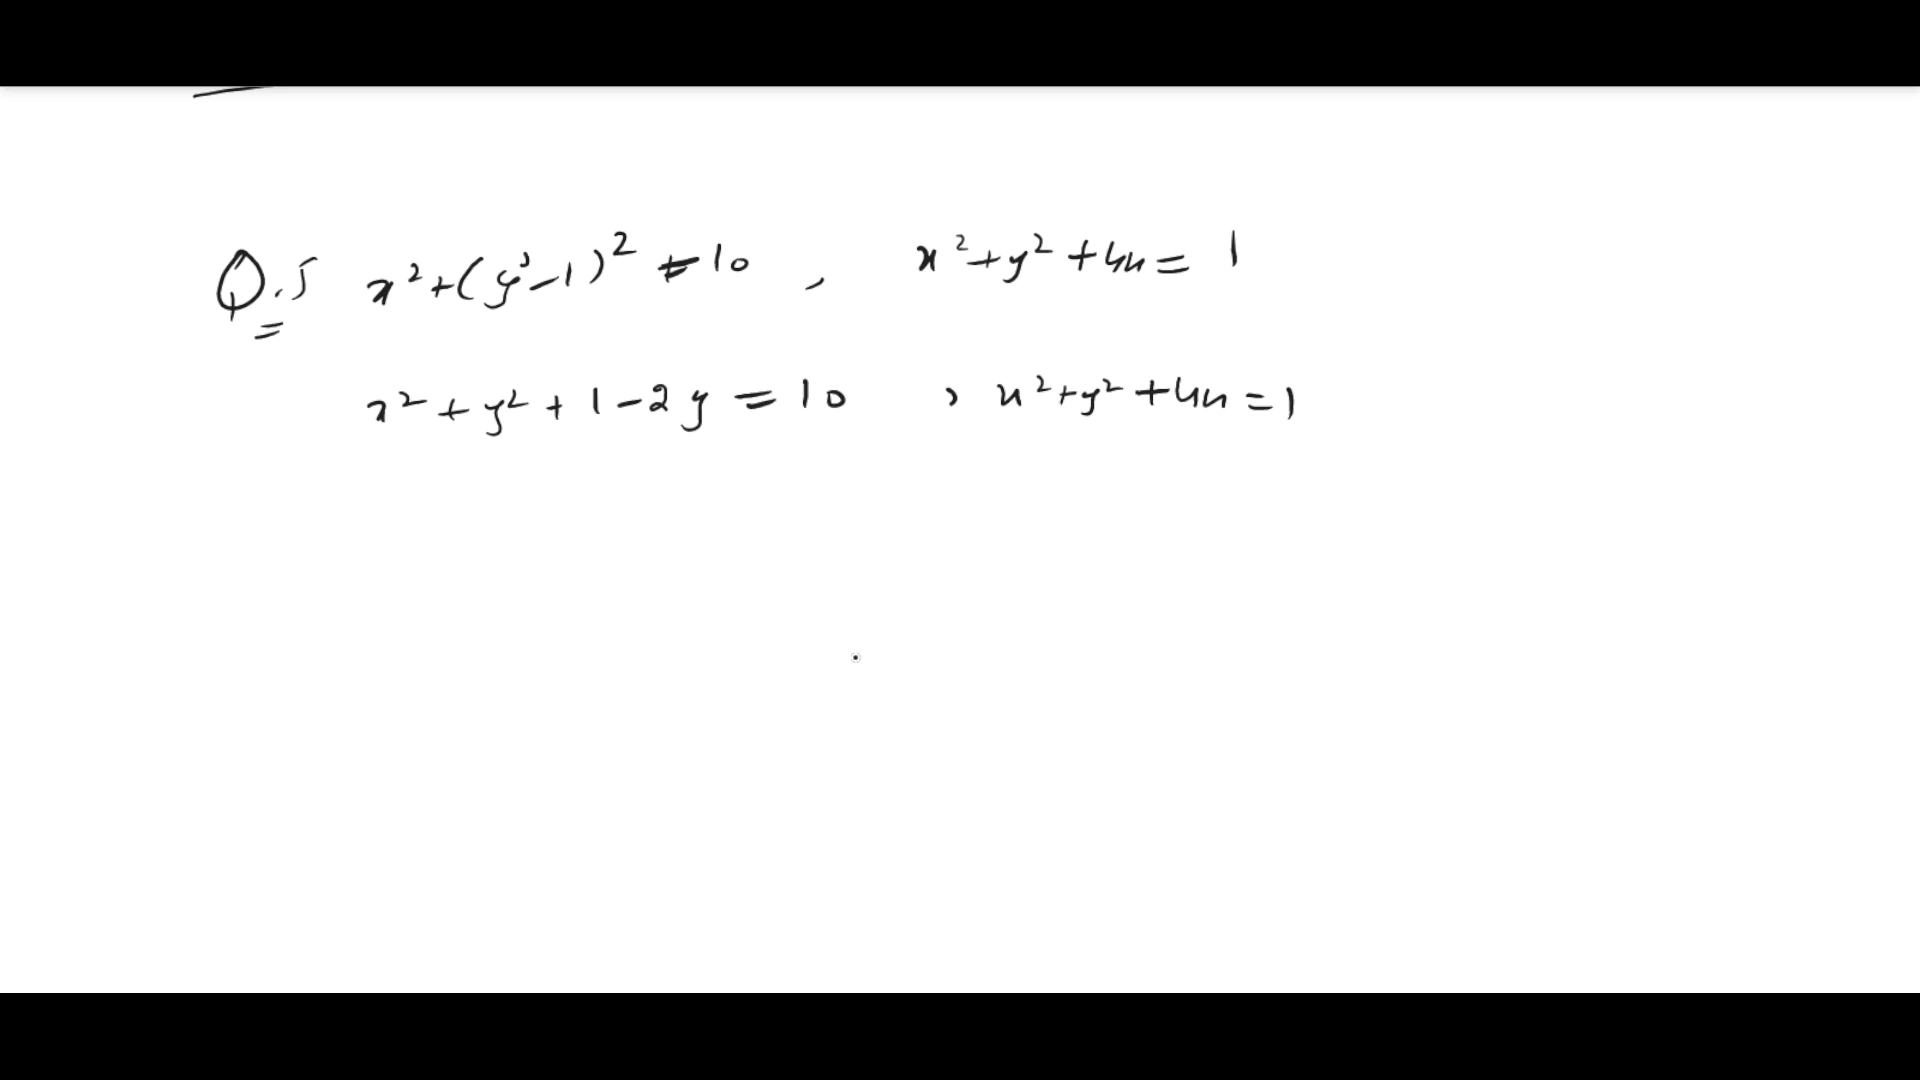 Q.5 x²+(y-1)² = 10 , x²+y²+4x = 1
x²+y²+1-2y = 10 , x²+y²+4x = 1